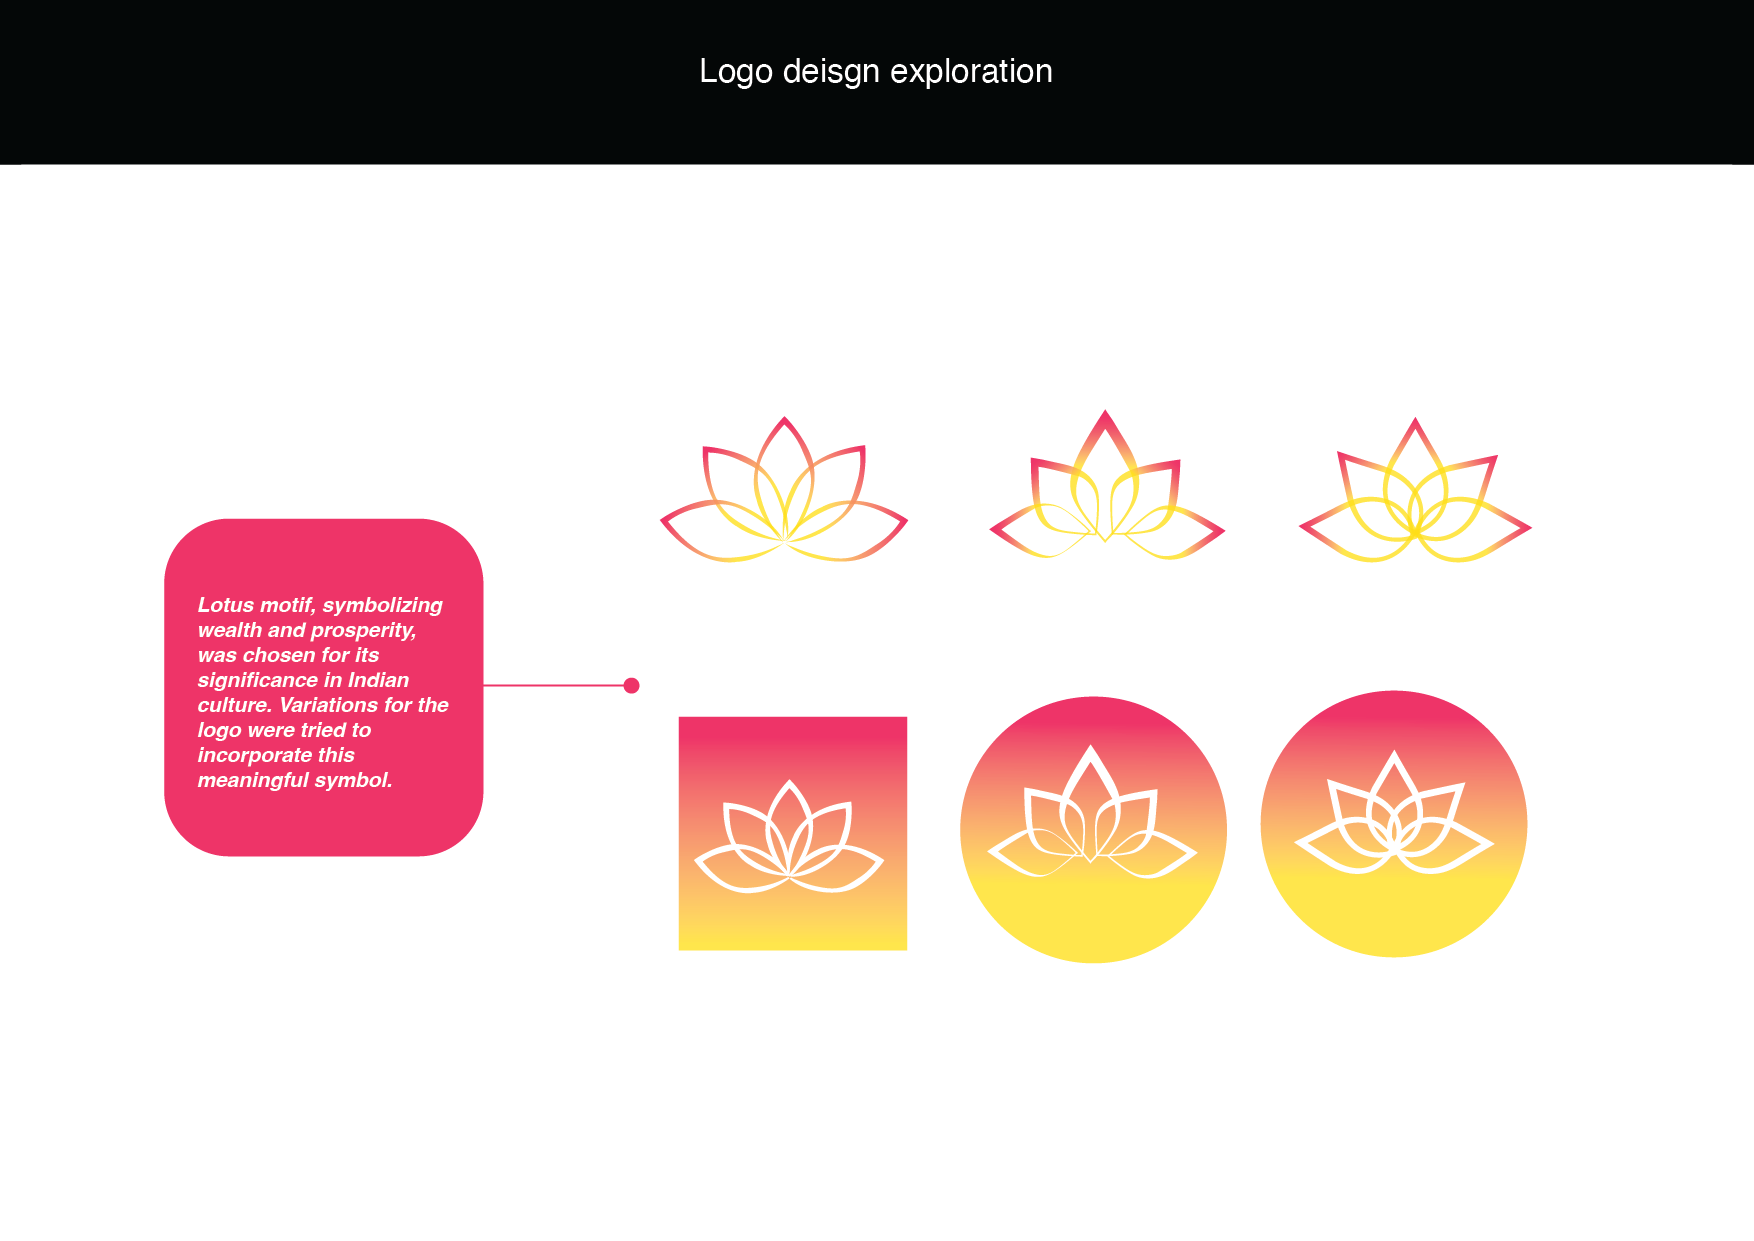 Logo deisgn exploration
Lotus motif, symbolizing
wealth and prosperity,
was chosen for its
significance in Indian
culture. Variations for the
logo were tried to
incorporate this
meaningful symbol.